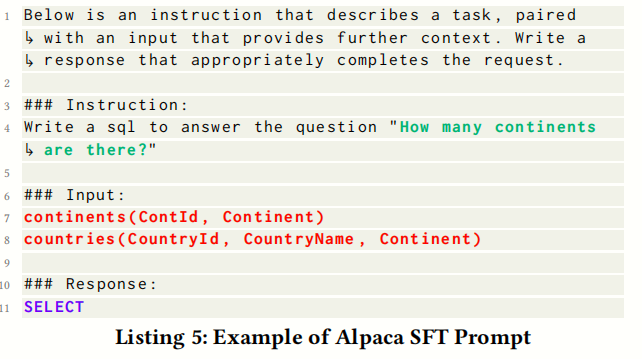 1 Below is an instruction that describes a task, paired
↳ with an input that provides further context. Write a
↳ response that appropriately completes the request.
2
3 ### Instruction:
4 Write a sql to answer the question "How many continents
↳ are there?"
5
6 ### Input:
7 continents(ContId, Continent)
8 countries(CountryId, CountryName, Continent)
9
10 ### Response:
11 SELECT
Listing 5: Example of Alpaca SFT Prompt